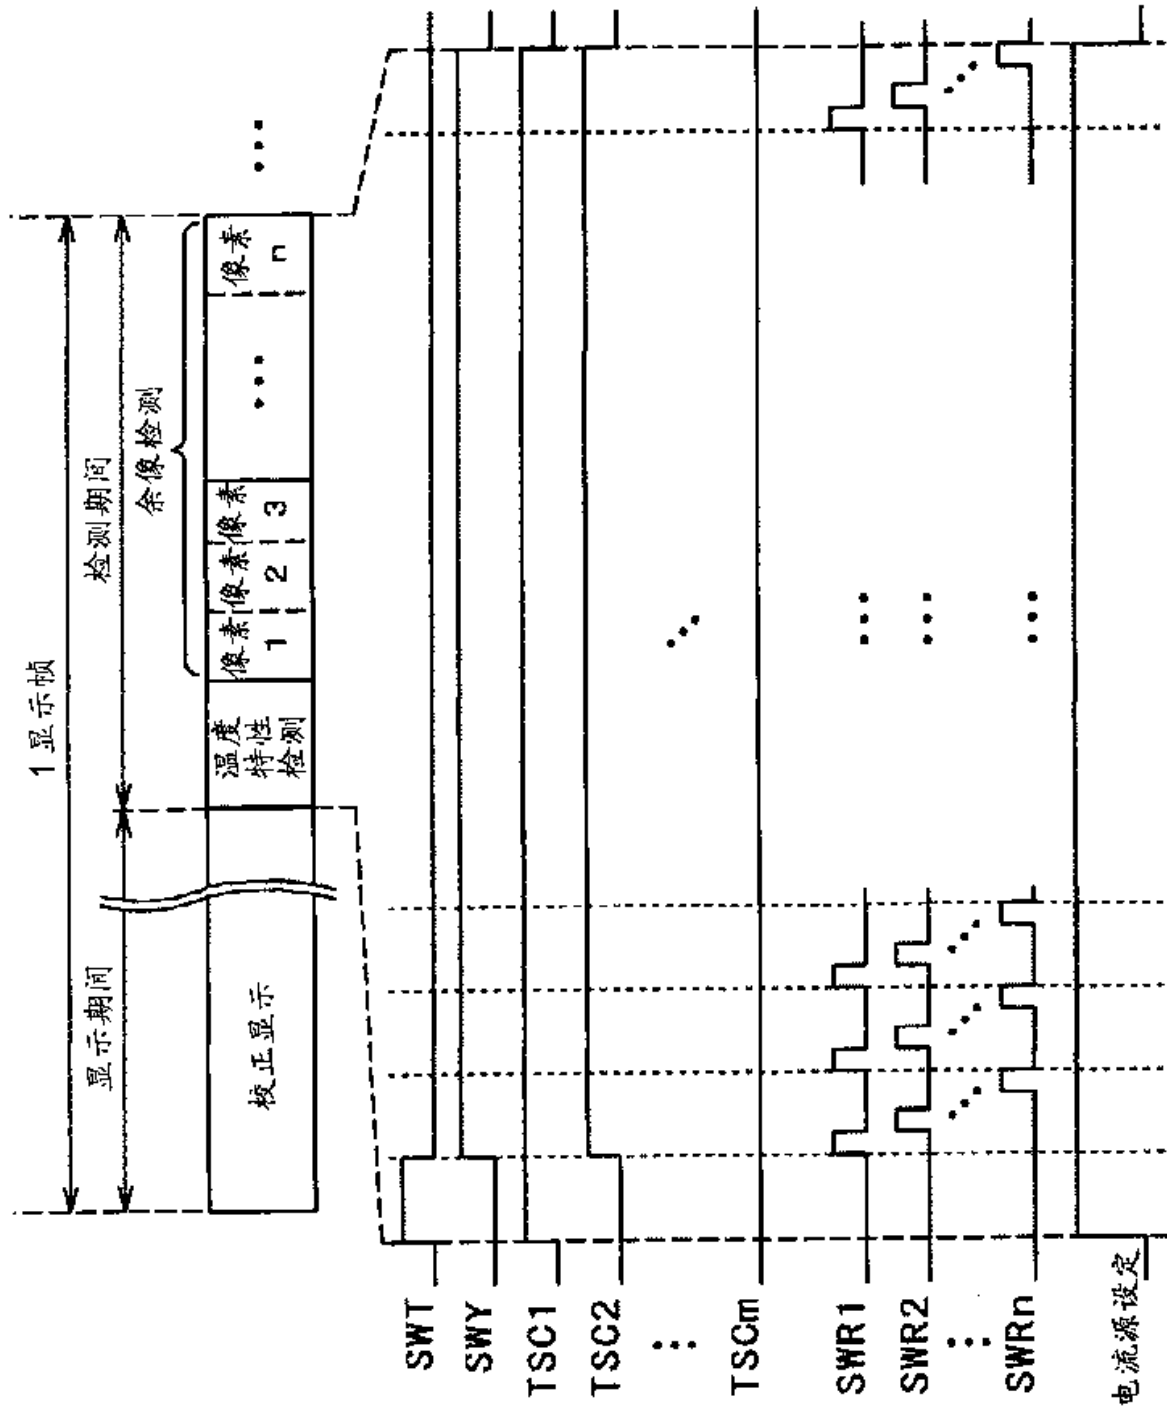 1显示帧
显示期间
检测期间
余像检测
校正显示
温度
特性
检测
像素
1
像素
2
像素
3
•••
像素
n
•••
SWT
SWY
TSC1
TSC2
•••
TSCm
SWR1
SWR2
•••
SWRn
电流源设定